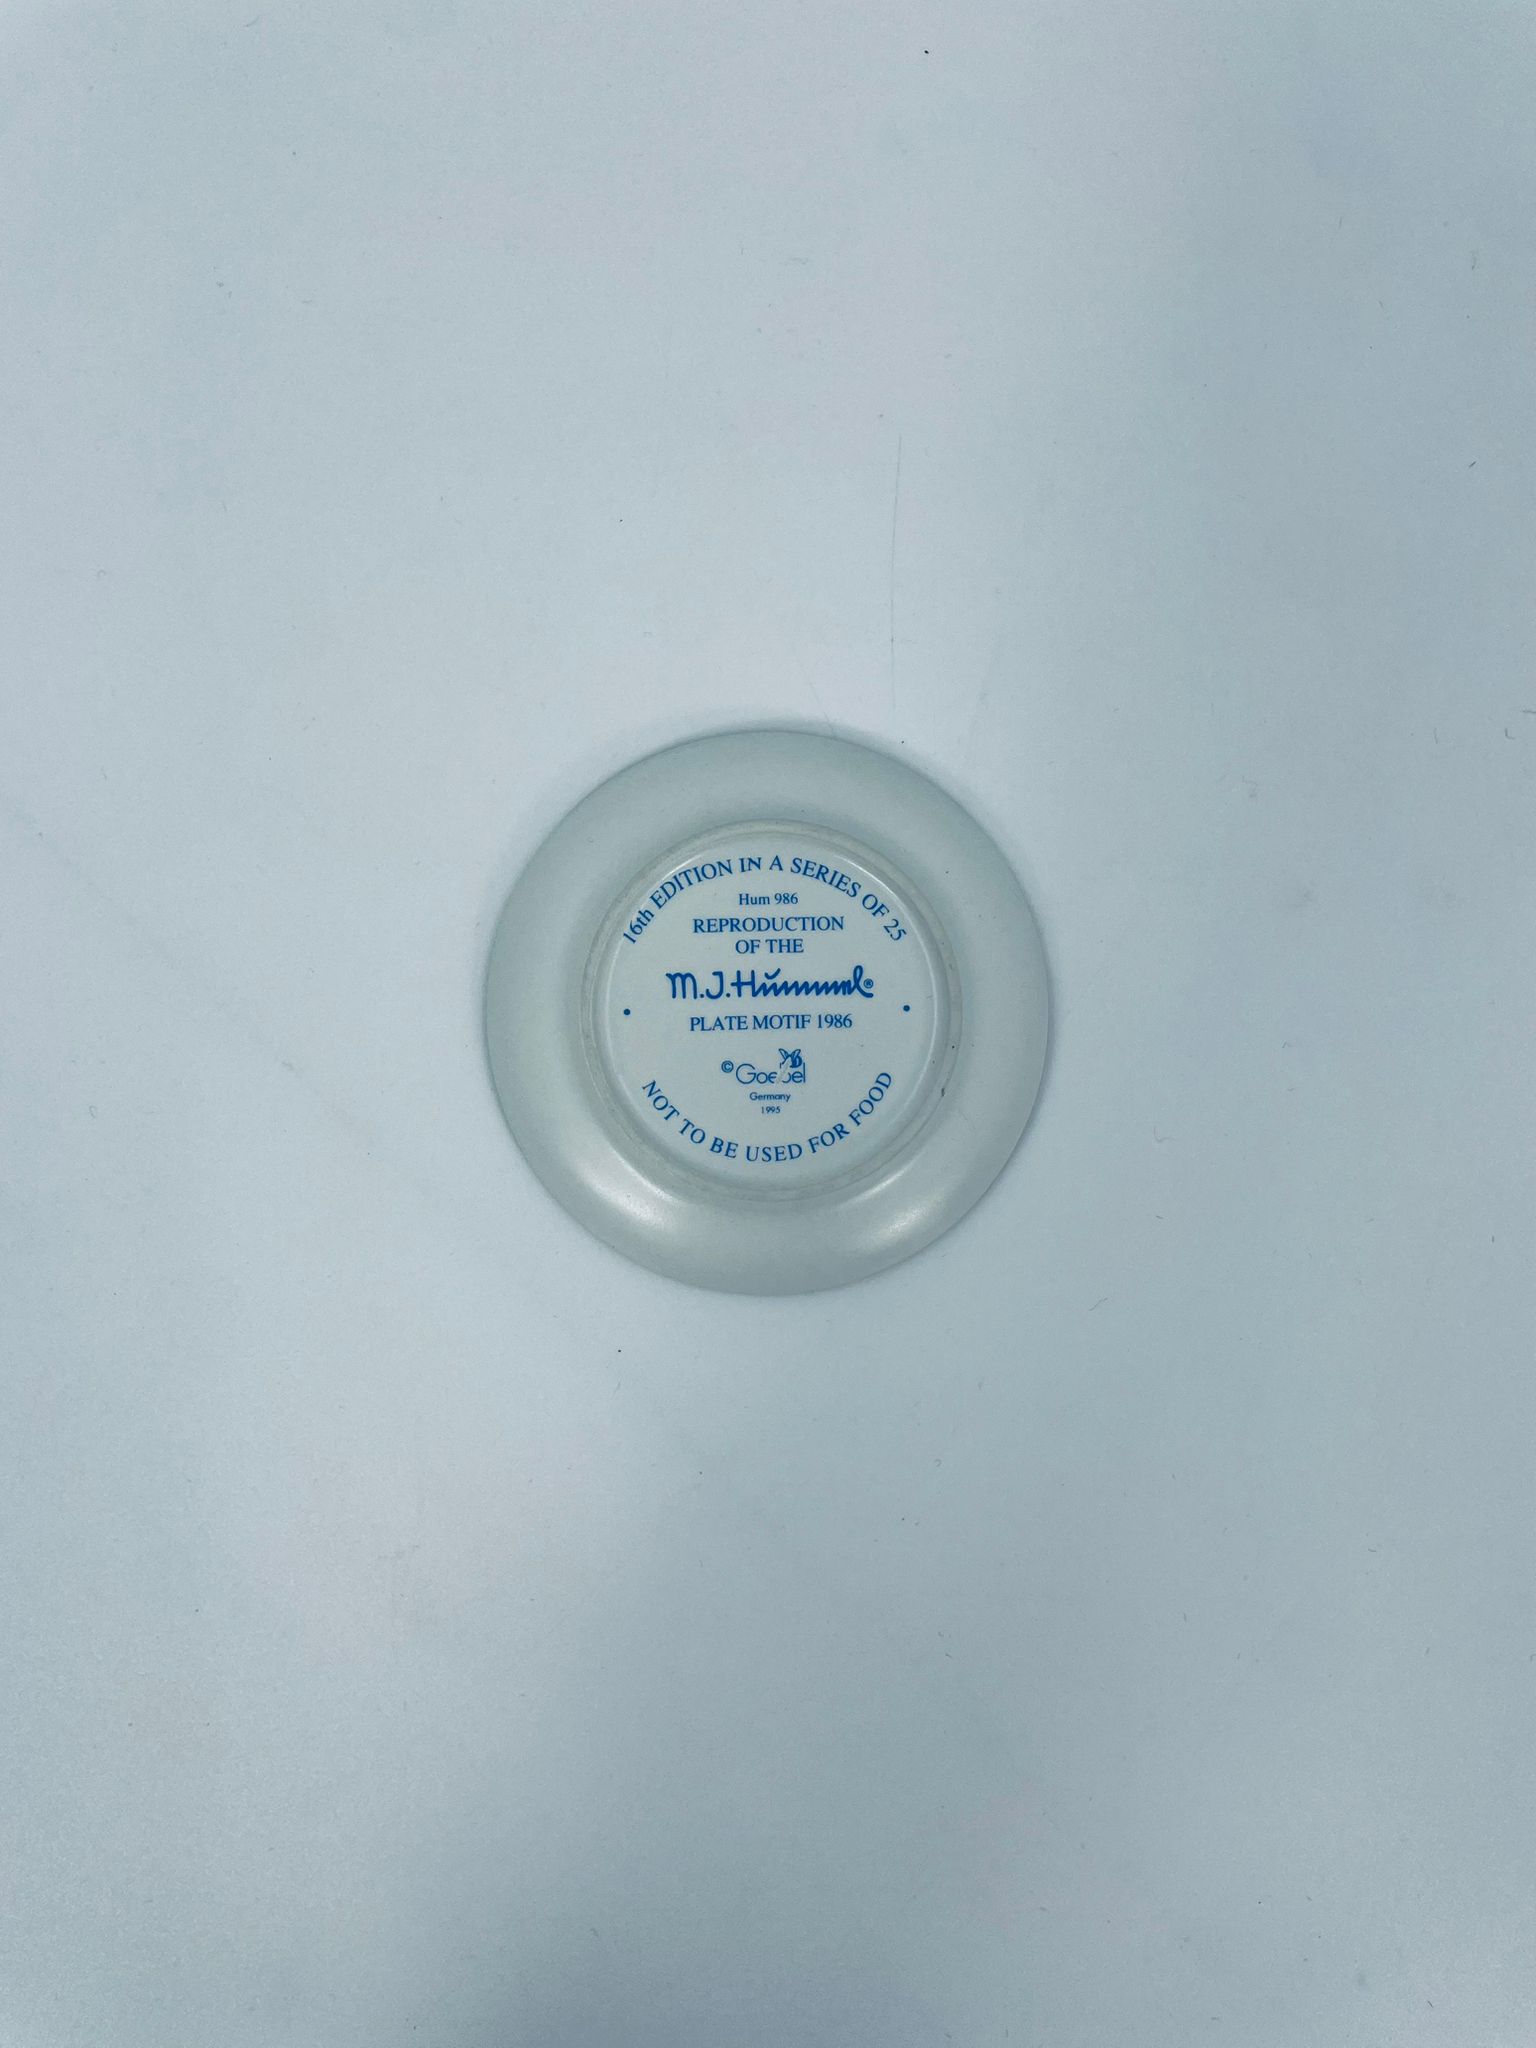 16th EDITION IN A SERIES OF 25
Hum 986
REPRODUCTION
OF THE
M.J.Hummel®
PLATE MOTIF 1986
© Goebel
Germany
1995
NOT TO BE USED FOR FOOD